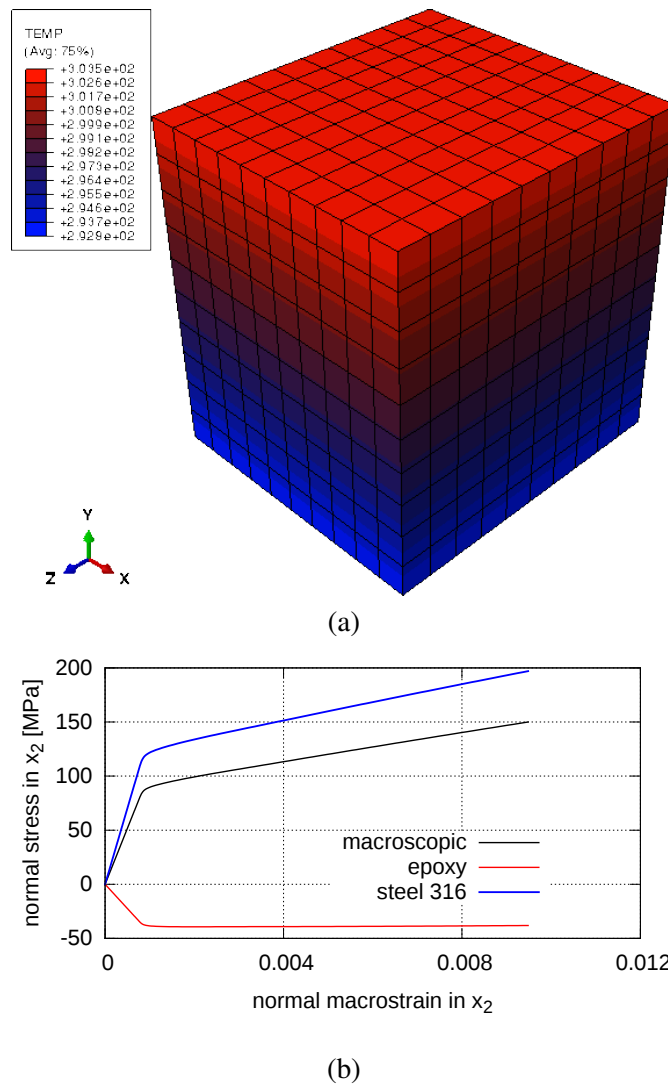 TEMP
(Avg: 75%)
+3.035e+02
+3.026e+02
+3.017e+02
+3.008e+02
+2.999e+02
+2.991e+02
+2.982e+02
+2.973e+02
+2.964e+02
+2.955e+02
+2.946e+02
+2.937e+02
+2.928e+02
Y
Z X
(a)
200
150
100
50
0
-50
normal stress in x₂ [MPa]
macroscopic
epoxy
steel 316
0 0.004 0.008 0.012
normal macrostrain in x₂
(b)